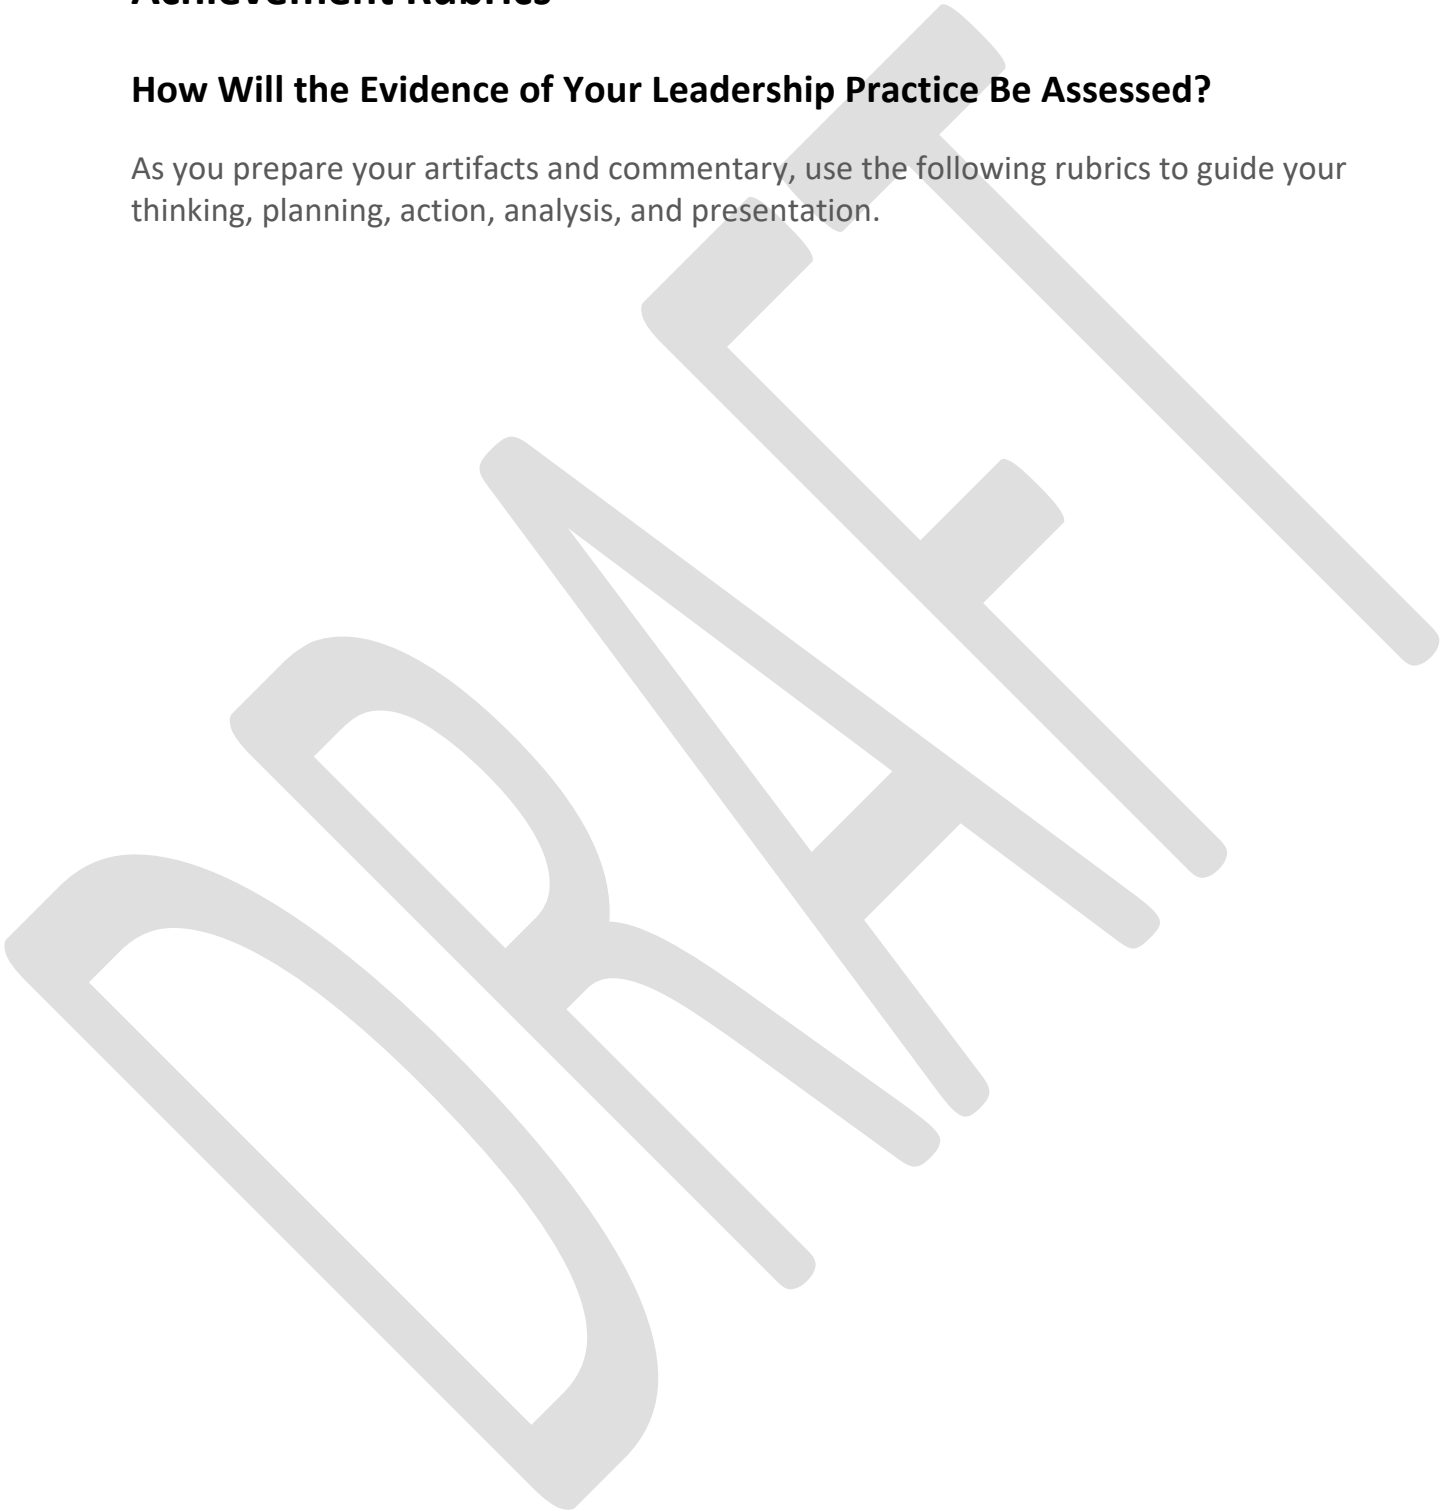 Achievement Rubrics
How Will the Evidence of Your Leadership Practice Be Assessed?
As you prepare your artifacts and commentary, use the following rubrics to guide your
thinking, planning, action, analysis, and presentation.
DRAFT